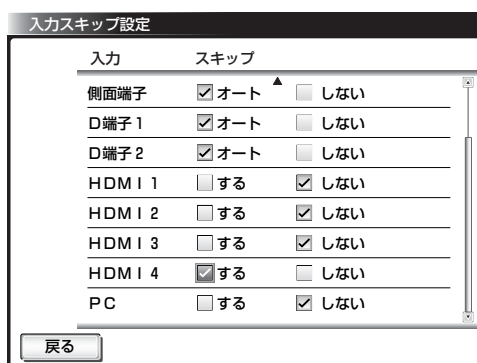 入力スキップ設定
入力 スキップ
側面端子 オート しない
D端子1 オート しない
D端子2 オート しない
HDMI1 する しない
HDMI2 する しない
HDMI3 する しない
HDMI4 する しない
PC する しない
戻る